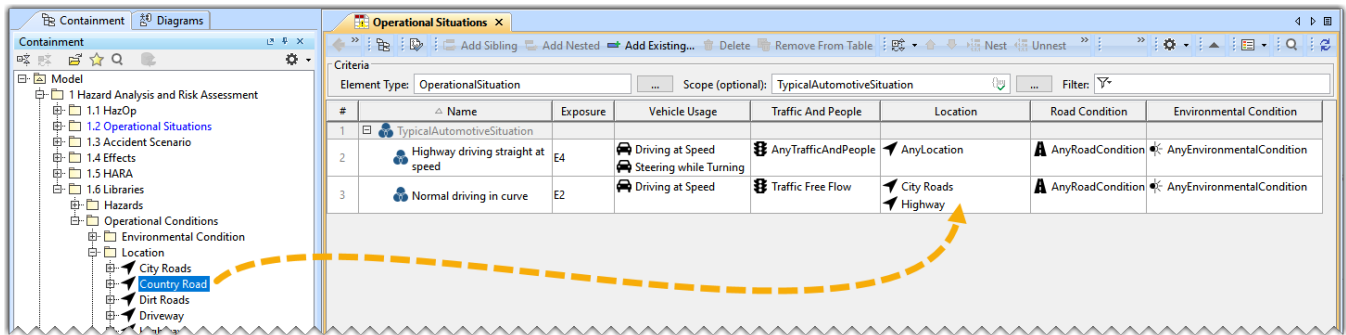 Containment
Diagrams
Containment
Model
1 Hazard Analysis and Risk Assessment
1.1 HazOp
1.2 Operational Situations
1.3 Accident Scenario
1.4 Effects
1.5 HARA
1.6 Libraries
Hazards
Operational Conditions
Environmental Condition
Location
City Roads
Country Road
Dirt Roads
Driveway
Operational Situations
Add Sibling Add Nested Add Existing... Delete Remove From Table Nest Unnest
Criteria
Element Type: OperationalSituation ... Scope (optional): TypicalAutomotiveSituation ... Filter:
# Name Exposure Vehicle Usage Traffic And People Location Road Condition Environmental Condition
1 TypicalAutomotiveSituation
2 Highway driving straight at speed E4 Driving at Speed AnyTrafficAndPeople AnyLocation AnyRoadCondition AnyEnvironmentalCondition
Steering while Turning
3 Normal driving in curve E2 Driving at Speed Traffic Free Flow City Roads AnyRoadCondition AnyEnvironmentalCondition
Highway